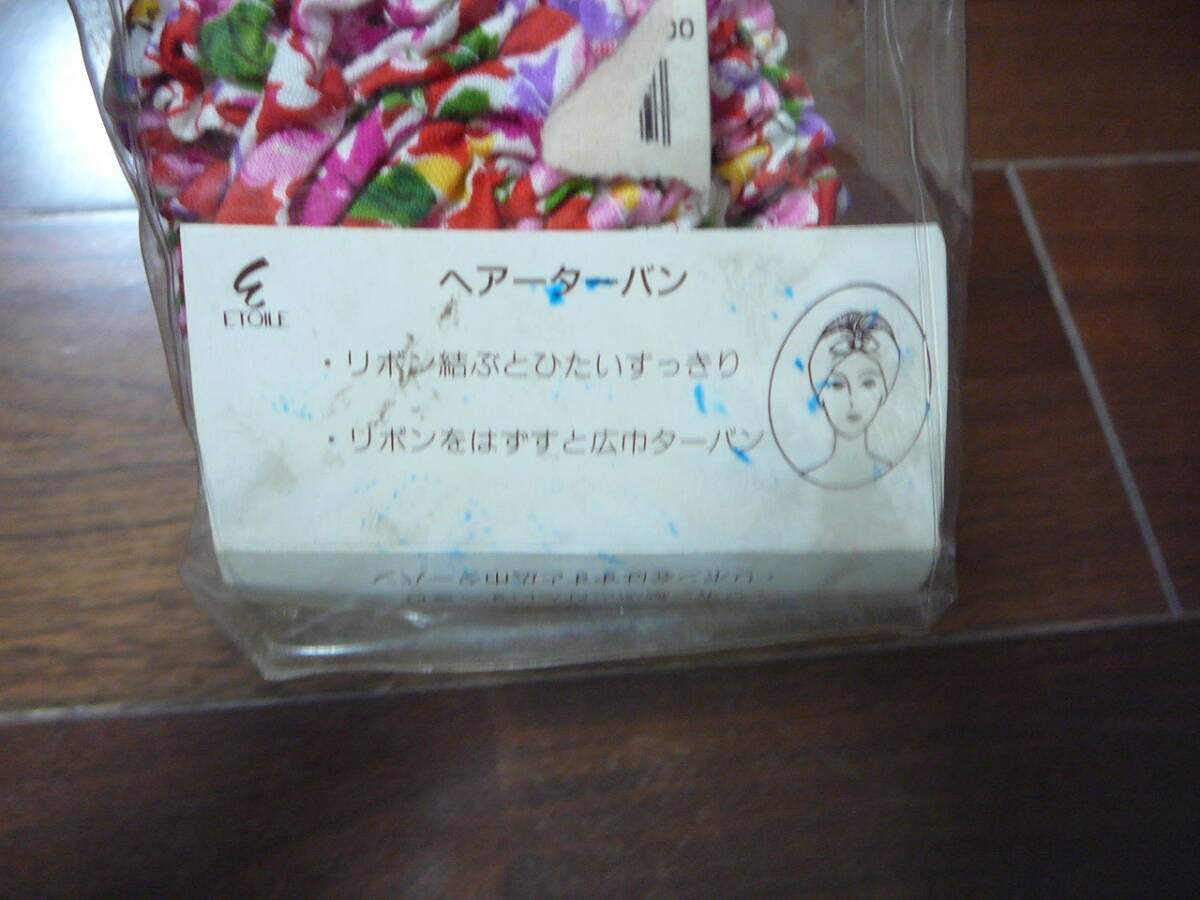 00
ETOILE
ヘアーターバン
・リボン結ぶとひたいすっきり
・リボンをはずすと広巾ターバン